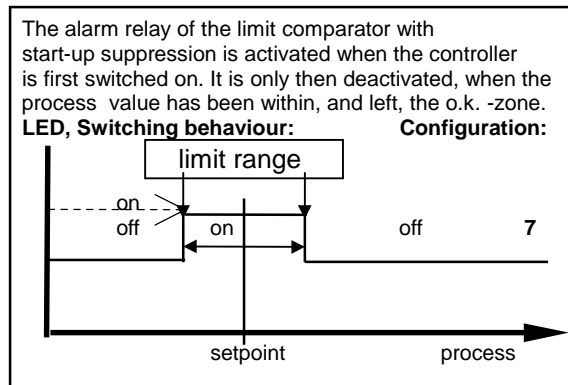 The alarm relay of the limit comparator with
start-up suppression is activated when the controller
is first switched on. It is only then deactivated, when the
process value has been within, and left, the o.k. -zone.
LED, Switching behaviour: Configuration:
limit range
on
off on off 7
setpoint process